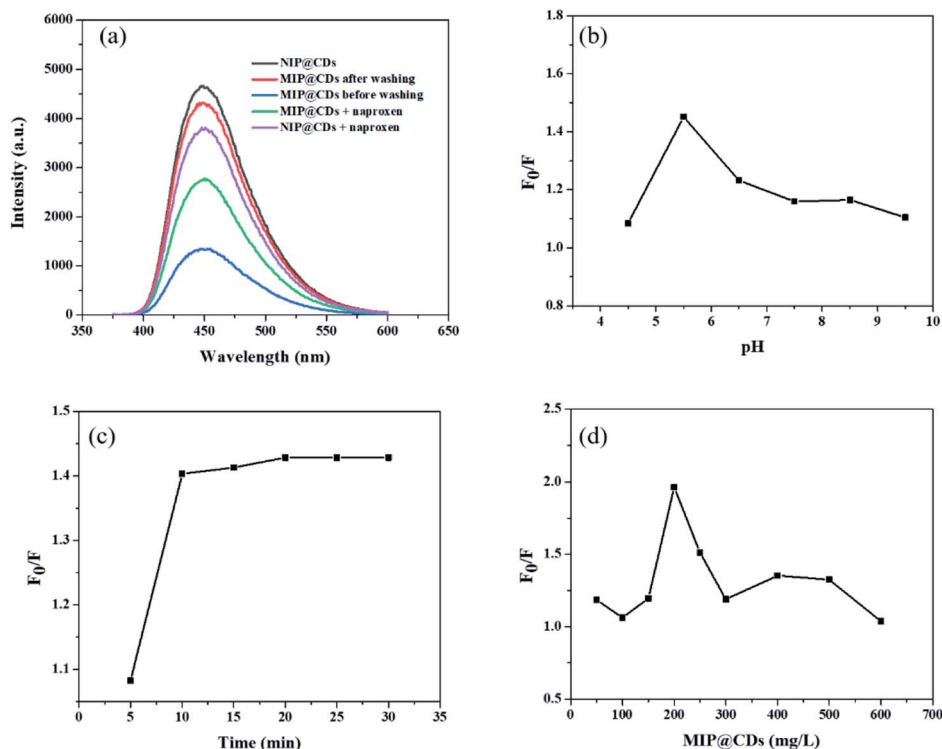 (a)
6000
5000
4000
3000
2000
1000
0
350 400 450 500 550 600 650
Intensity (a.u.)
Wavelength (nm)
NIP@CDs
MIP@CDs after washing
MIP@CDs before washing
MIP@CDs + naproxen
NIP@CDs + naproxen
(b)
1.8
1.6
1.4
1.2
1.0
0.8
4 5 6 7 8 9 10
F0/F
pH
(c)
1.5
1.4
1.3
1.2
1.1
0 5 10 15 20 25 30 35
F0/F
Time (min)
(d)
2.5
2.0
1.5
1.0
0.5
0 100 200 300 400 500 600 700
F0/F
MIP@CDs (mg/L)